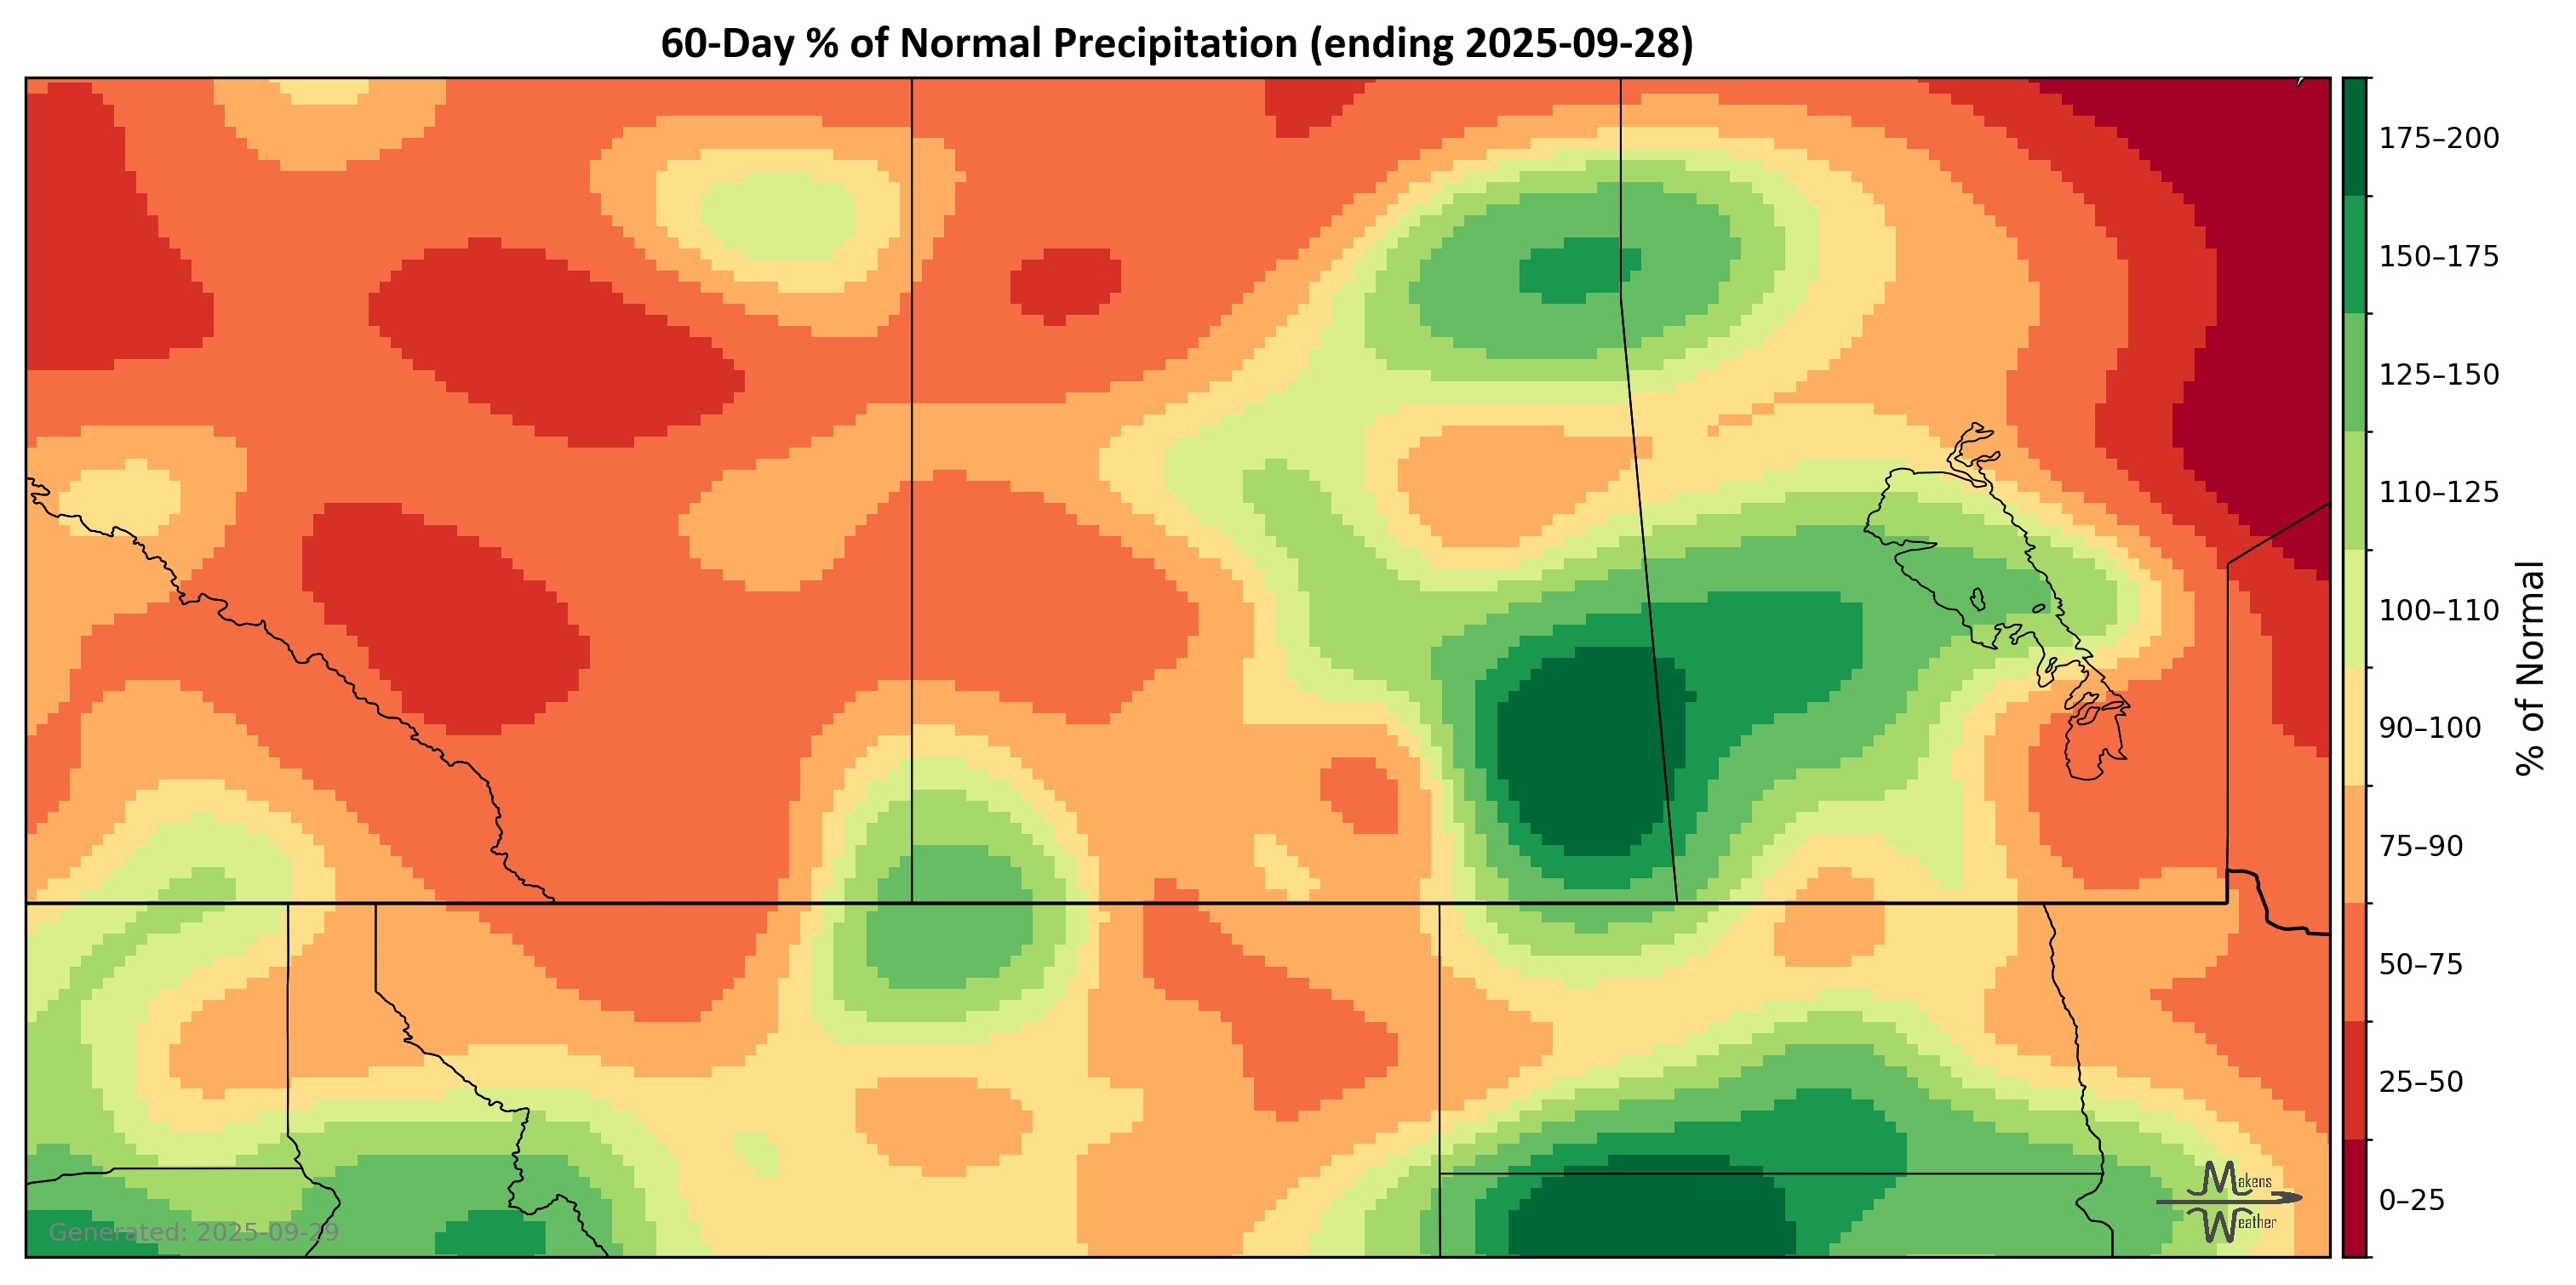 60-Day % of Normal Precipitation (ending 2025-09-28)
175–200
150–175
125–150
110–125
100–110
90–100
75–90
50–75
25–50
0–25
% of Normal
Generated: 2025-09-29
Makens
Weather